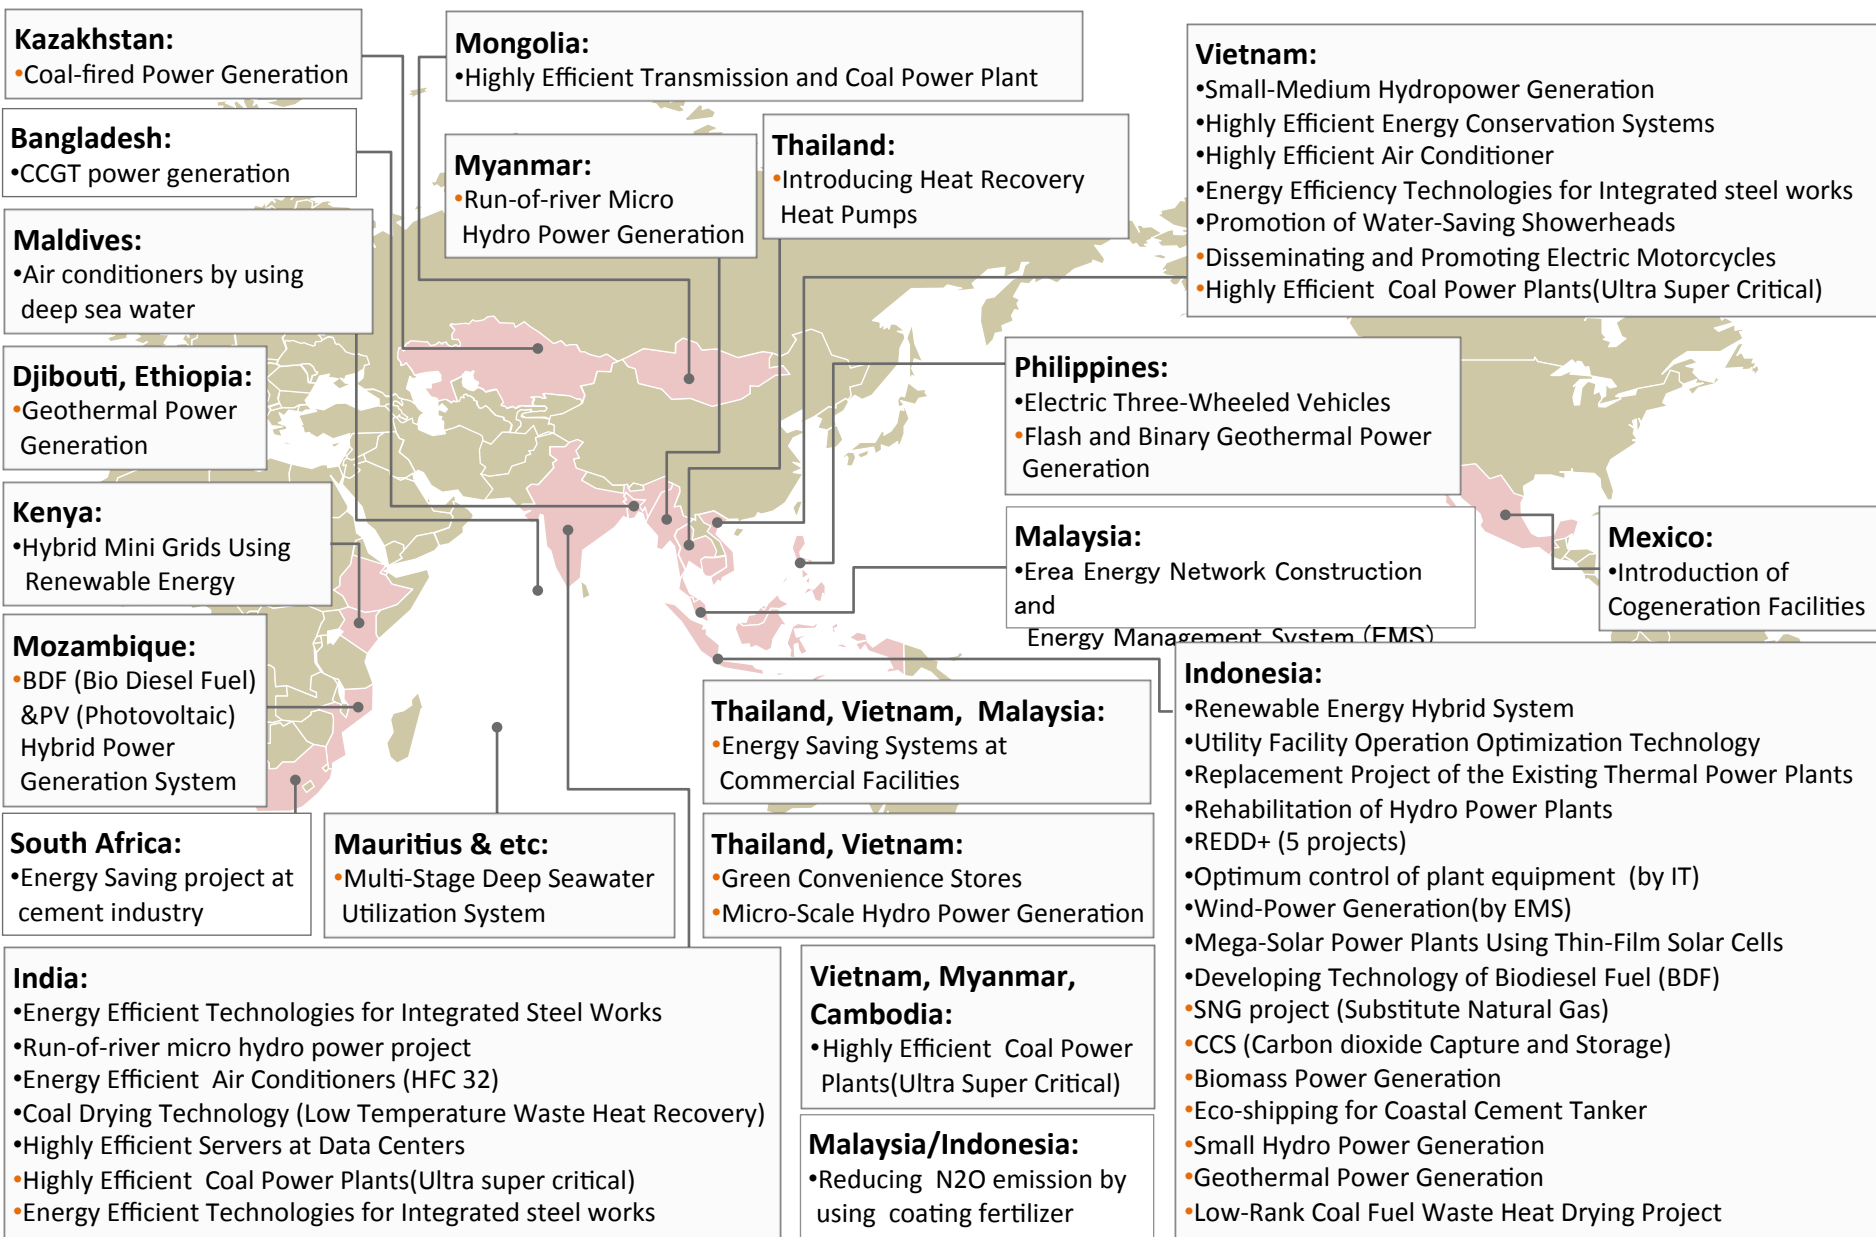 Kazakhstan:
•Coal-fired Power Generation
Bangladesh:
•CCGT power generation
Maldives:
•Air conditioners by using
deep sea water
Djibouti, Ethiopia:
•Geothermal Power
Generation
Kenya:
•Hybrid Mini Grids Using
Renewable Energy
Mozambique:
•BDF (Bio Diesel Fuel)
&PV (Photovoltaic)
Hybrid Power
Generation System
South Africa:
•Energy Saving project at
cement industry
Mauritius & etc:
•Multi-Stage Deep Seawater
Utilization System
India:
•Energy Efficient Technologies for Integrated Steel Works
•Run-of-river micro hydro power project
•Energy Efficient  Air Conditioners (HFC 32)
•Coal Drying Technology (Low Temperature Waste Heat Recovery)
•Highly Efficient Servers at Data Centers
•Highly Efficient  Coal Power Plants(Ultra super critical)
•Energy Efficient Technologies for Integrated steel works
Mongolia:
•Highly Efficient Transmission and Coal Power Plant
Myanmar:
•Run-of-river Micro
Hydro Power Generation
Thailand:
•Introducing Heat Recovery
Heat Pumps
Vietnam:
•Small-Medium Hydropower Generation
•Highly Efficient Energy Conservation Systems
•Highly Efficient Air Conditioner
•Energy Efficiency Technologies for Integrated steel works
•Promotion of Water-Saving Showerheads
•Disseminating and Promoting Electric Motorcycles
•Highly Efficient  Coal Power Plants(Ultra Super Critical)
Philippines:
•Electric Three-Wheeled Vehicles
•Flash and Binary Geothermal Power
Generation
Malaysia:
•Erea Energy Network Construction
and
Energy Management System (EMS)
Mexico:
•Introduction of
Cogeneration Facilities
Thailand, Vietnam,  Malaysia:
•Energy Saving Systems at
Commercial Facilities
Thailand, Vietnam:
•Green Convenience Stores
•Micro-Scale Hydro Power Generation
Vietnam, Myanmar,
Cambodia:
•Highly Efficient  Coal Power
Plants(Ultra Super Critical)
Malaysia/Indonesia:
•Reducing  N2O emission by
using  coating fertilizer
Indonesia:
•Renewable Energy Hybrid System
•Utility Facility Operation Optimization Technology
•Replacement Project of the Existing Thermal Power Plants
•Rehabilitation of Hydro Power Plants
•REDD+ (5 projects)
•Optimum control of plant equipment  (by IT)
•Wind-Power Generation(by EMS)
•Mega-Solar Power Plants Using Thin-Film Solar Cells
•Developing Technology of Biodiesel Fuel (BDF)
•SNG project (Substitute Natural Gas)
•CCS (Carbon dioxide Capture and Storage)
•Biomass Power Generation
•Eco-shipping for Coastal Cement Tanker
•Small Hydro Power Generation
•Geothermal Power Generation
•Low-Rank Coal Fuel Waste Heat Drying Project